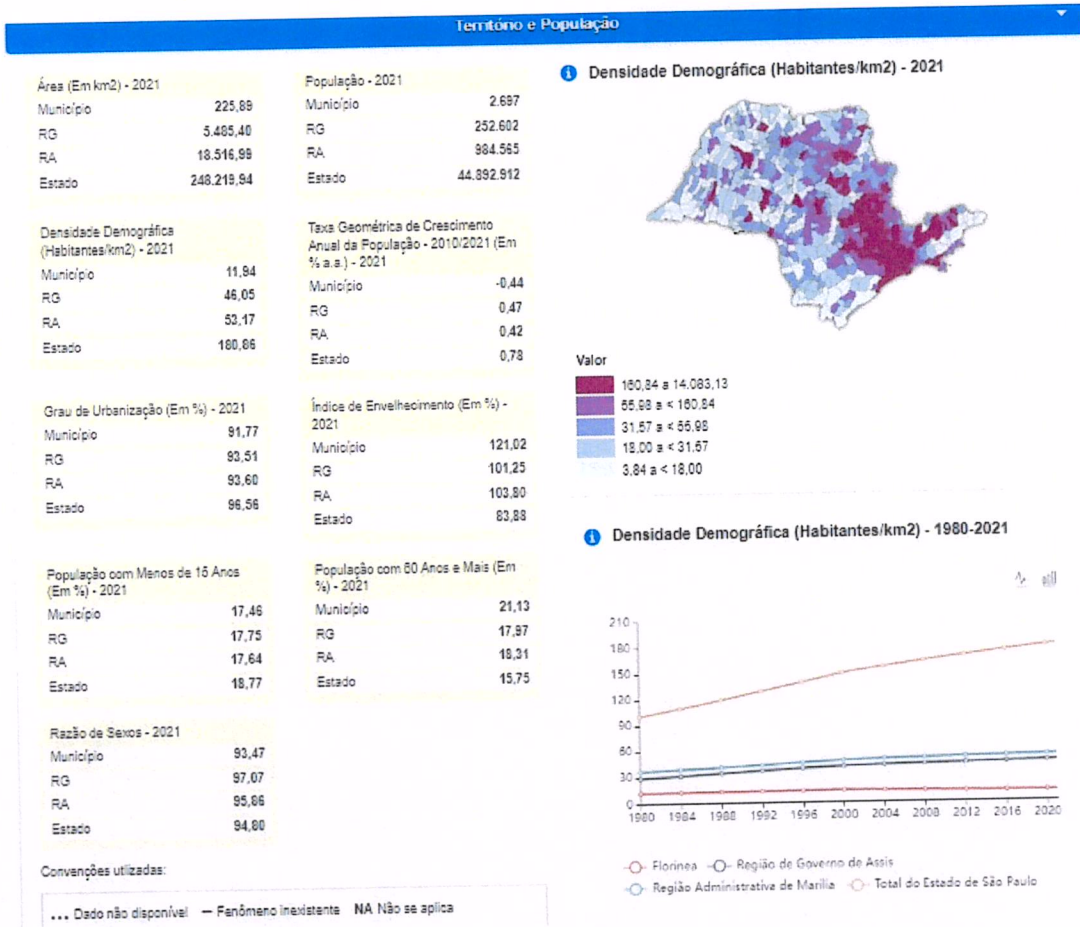 Território e População
Área (Em km2) - 2021
Município 225,89
RG 5.485,40
RA 18.516,99
Estado 248.219,94
População - 2021
Município 2.697
RG 252.602
RA 984.565
Estado 44.892.912
Densidade Demográfica
(Habitantes/km2) - 2021
Município 11,94
RG 46,05
RA 53,17
Estado 180,86
Taxa Geométrica de Crescimento
Anual da População - 2010/2021 (Em
% a.a.) - 2021
Município -0,44
RG 0,47
RA 0,42
Estado 0,78
Grau de Urbanização (Em %) - 2021
Município 91,77
RG 93,51
RA 93,60
Estado 96,56
Índice de Envelhecimento (Em %) -
2021
Município 121,02
RG 101,25
RA 103,80
Estado 83,88
População com Menos de 15 Anos
(Em %) - 2021
Município 17,46
RG 17,75
RA 17,64
Estado 18,77
População com 60 Anos e Mais (Em
%) - 2021
Município 21,13
RG 17,97
RA 18,31
Estado 15,75
Razão de Sexos - 2021
Município 93,47
RG 97,07
RA 95,86
Estado 94,80
Convenções utlizadas:
... Dado não disponível — Fenômeno inexistente NA Não se aplica
Densidade Demográfica (Habitantes/km2) - 2021
Valor
160,84 a 14.083,13
55,98 a < 160,84
31,57 a < 55,98
18,00 a < 31,57
3,84 a < 18,00
Densidade Demográfica (Habitantes/km2) - 1980-2021
210
180
150
120
90
60
30
0
1980 1984 1988 1992 1996 2000 2004 2008 2012 2016 2020
Florínea Região de Governo de Assis
Região Administrativa de Marília Total do Estado de São Paulo